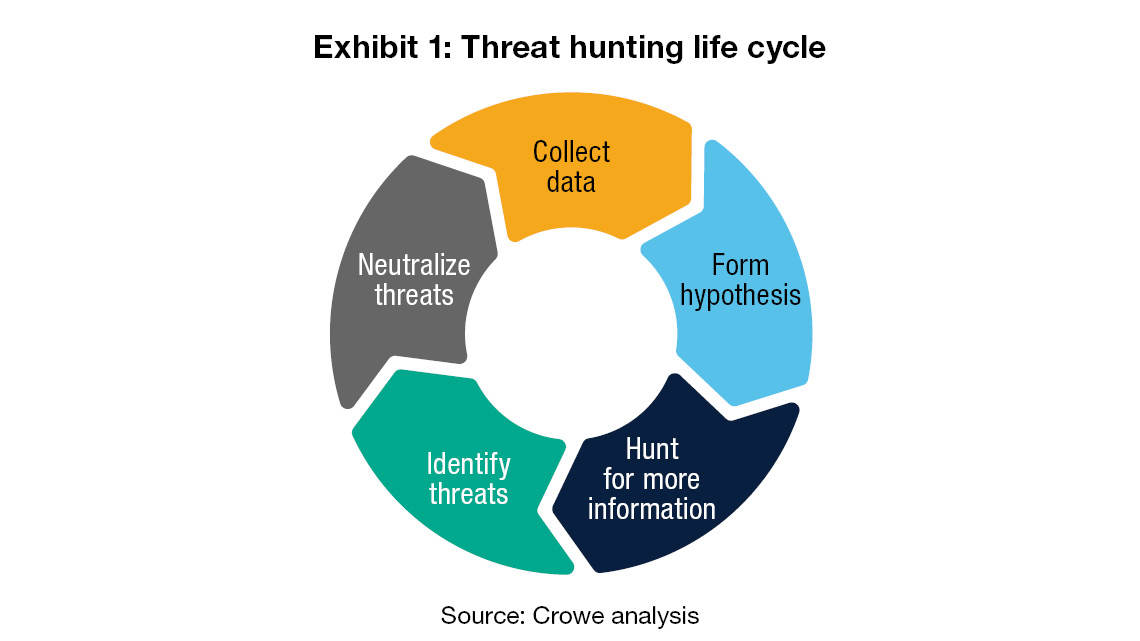 Exhibit 1: Threat hunting life cycle
Collect
data
Form
hypothesis
Hunt
for more
information
Identify
threats
Neutralize
threats
Source: Crowe analysis